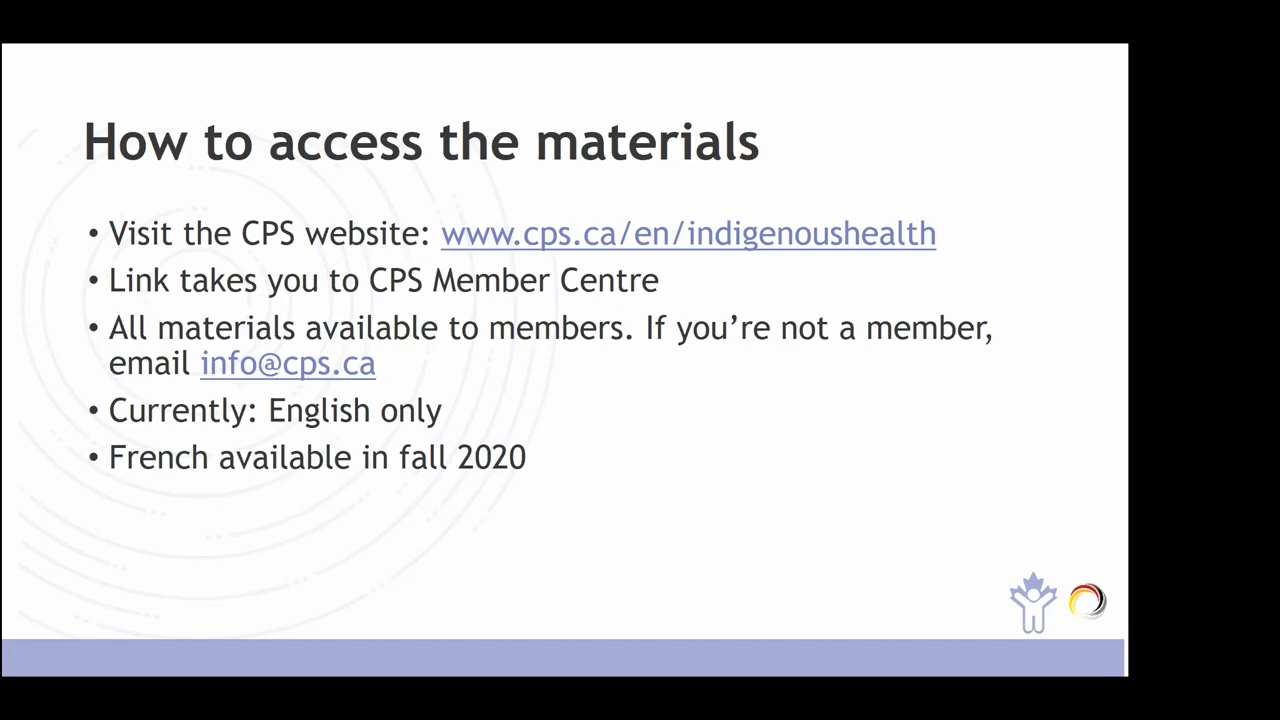 How to access the materials
• Visit the CPS website: www.cps.ca/en/indigenoushealth
• Link takes you to CPS Member Centre
• All materials available to members. If you’re not a member,
email info@cps.ca
• Currently: English only
• French available in fall 2020